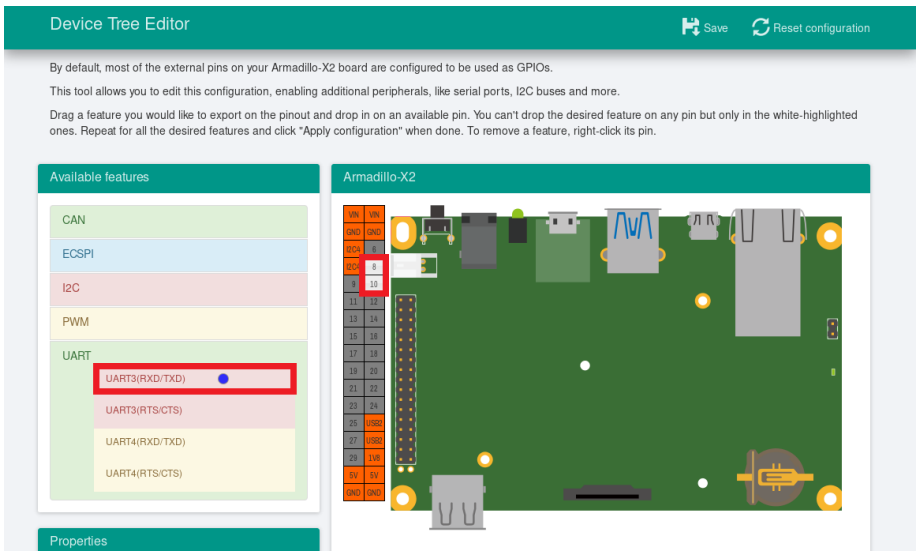 Device Tree Editor
Save
Reset configuration
By default, most of the external pins on your Armadillo-X2 board are configured to be used as GPIOs.
This tool allows you to edit this configuration, enabling additional peripherals, like serial ports, I2C buses and more.
Drag a feature you would like to export on the pinout and drop in on an available pin. You can't drop the desired feature on any pin but only in the white-highlighted
ones. Repeat for all the desired features and click "Apply configuration" when done. To remove a feature, right-click its pin.
Available features
CAN
ECSPI
I2C
PWM
UART
UART3(RXD/TXD)
UART3(RTS/CTS)
UART4(RXD/TXD)
UART4(RTS/CTS)
Properties
Armadillo-X2
VIN VIN
GND GND
I2C4 6
I2C4 8
9 10
11 12
13 14
15 16
17 18
19 20
21 22
23 24
25 USB2
27 USB2
29 1V8
5V 5V
GND GND